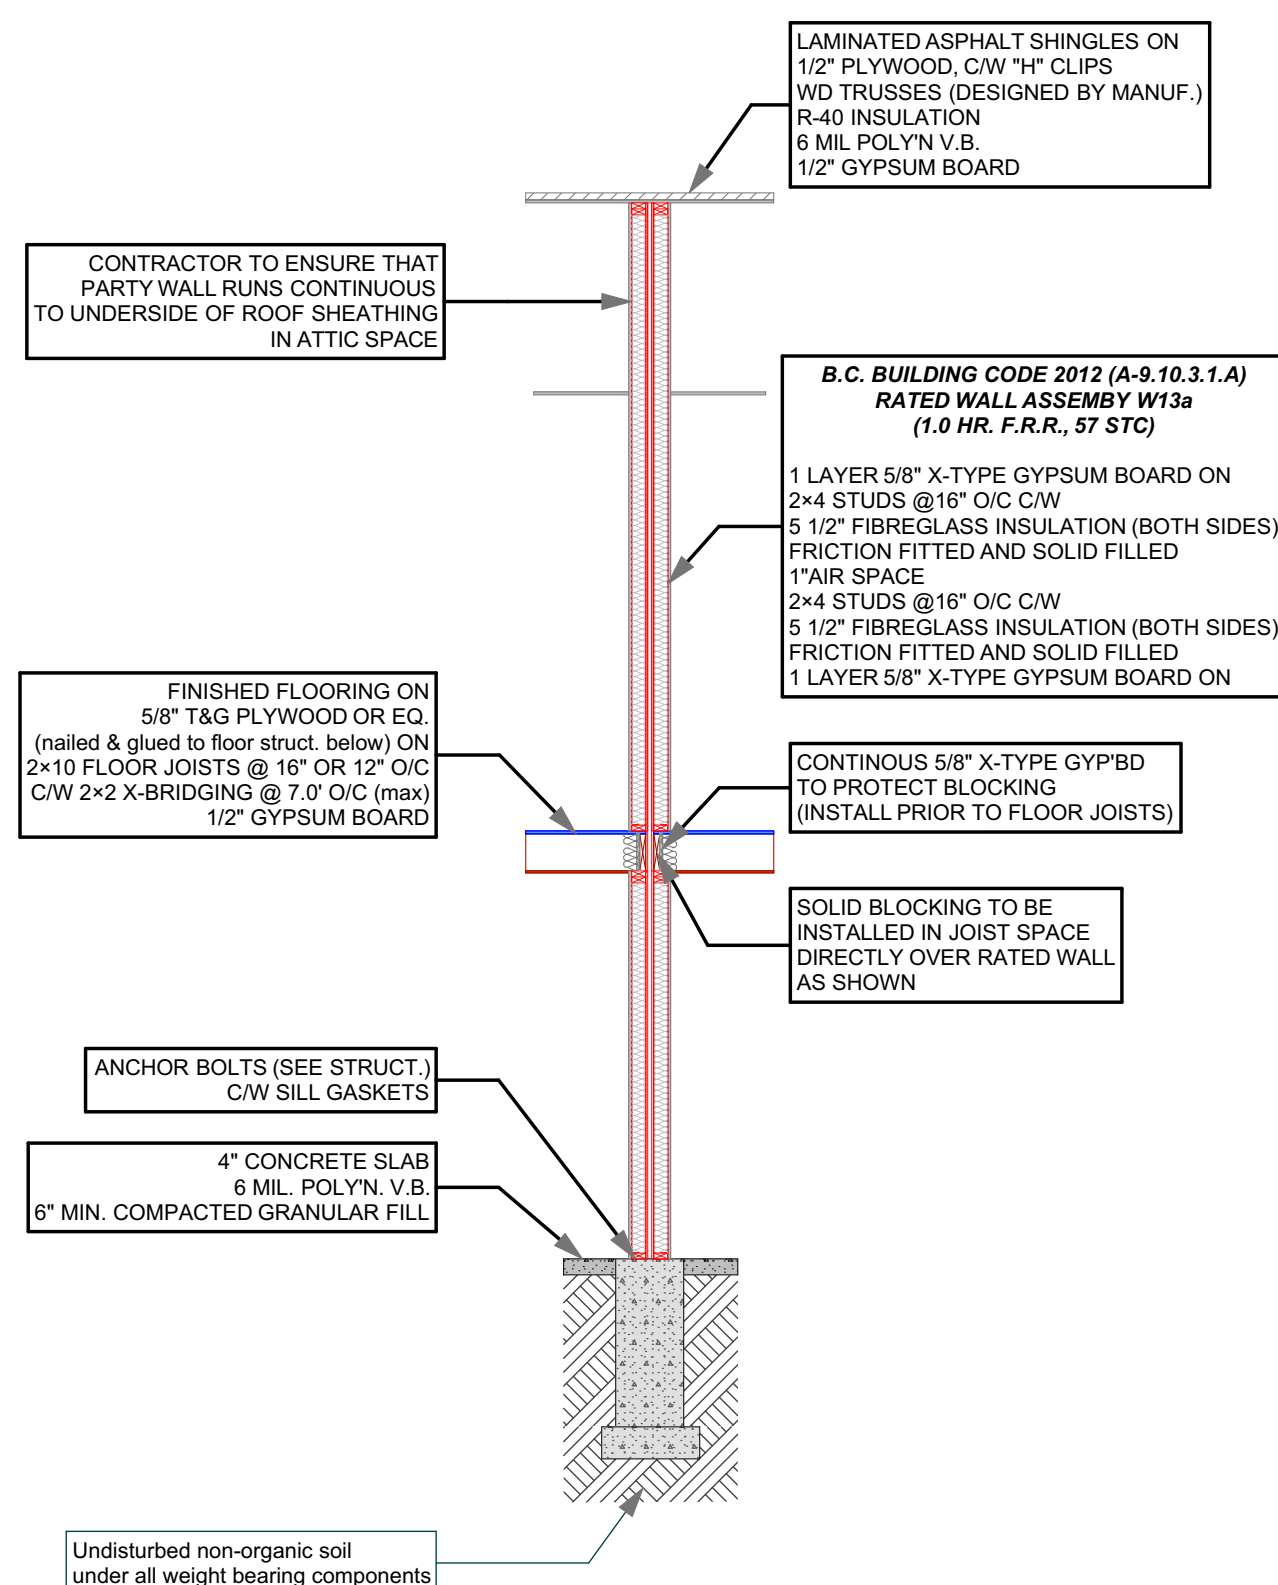 LAMINATED ASPHALT SHINGLES ON
1/2" PLYWOOD, C/W "H" CLIPS
WD TRUSSES (DESIGNED BY MANUF.)
R-40 INSULATION
6 MIL POLY'N V.B.
1/2" GYPSUM BOARD
CONTRACTOR TO ENSURE THAT
PARTY WALL RUNS CONTINUOUS
TO UNDERSIDE OF ROOF SHEATHING
IN ATTIC SPACE
B.C. BUILDING CODE 2012 (A-9.10.3.1.A)
RATED WALL ASSEMBY W13a
(1.0 HR. F.R.R., 57 STC)
1 LAYER 5/8" X-TYPE GYPSUM BOARD ON
2×4 STUDS @16" O/C C/W
5 1/2" FIBREGLASS INSULATION (BOTH SIDES)
FRICTION FITTED AND SOLID FILLED
1"AIR SPACE
2×4 STUDS @16" O/C C/W
5 1/2" FIBREGLASS INSULATION (BOTH SIDES)
FRICTION FITTED AND SOLID FILLED
1 LAYER 5/8" X-TYPE GYPSUM BOARD ON
FINISHED FLOORING ON
5/8" T&G PLYWOOD OR EQ.
(nailed & glued to floor struct. below) ON
2×10 FLOOR JOISTS @ 16" OR 12" O/C
C/W 2×2 X-BRIDGING @ 7.0' O/C (max)
1/2" GYPSUM BOARD
CONTINOUS 5/8" X-TYPE GYP'BD
TO PROTECT BLOCKING
(INSTALL PRIOR TO FLOOR JOISTS)
SOLID BLOCKING TO BE
INSTALLED IN JOIST SPACE
DIRECTLY OVER RATED WALL
AS SHOWN
ANCHOR BOLTS (SEE STRUCT.)
C/W SILL GASKETS
4" CONCRETE SLAB
6 MIL. POLY'N. V.B.
6" MIN. COMPACTED GRANULAR FILL
Undisturbed non-organic soil
under all weight bearing components